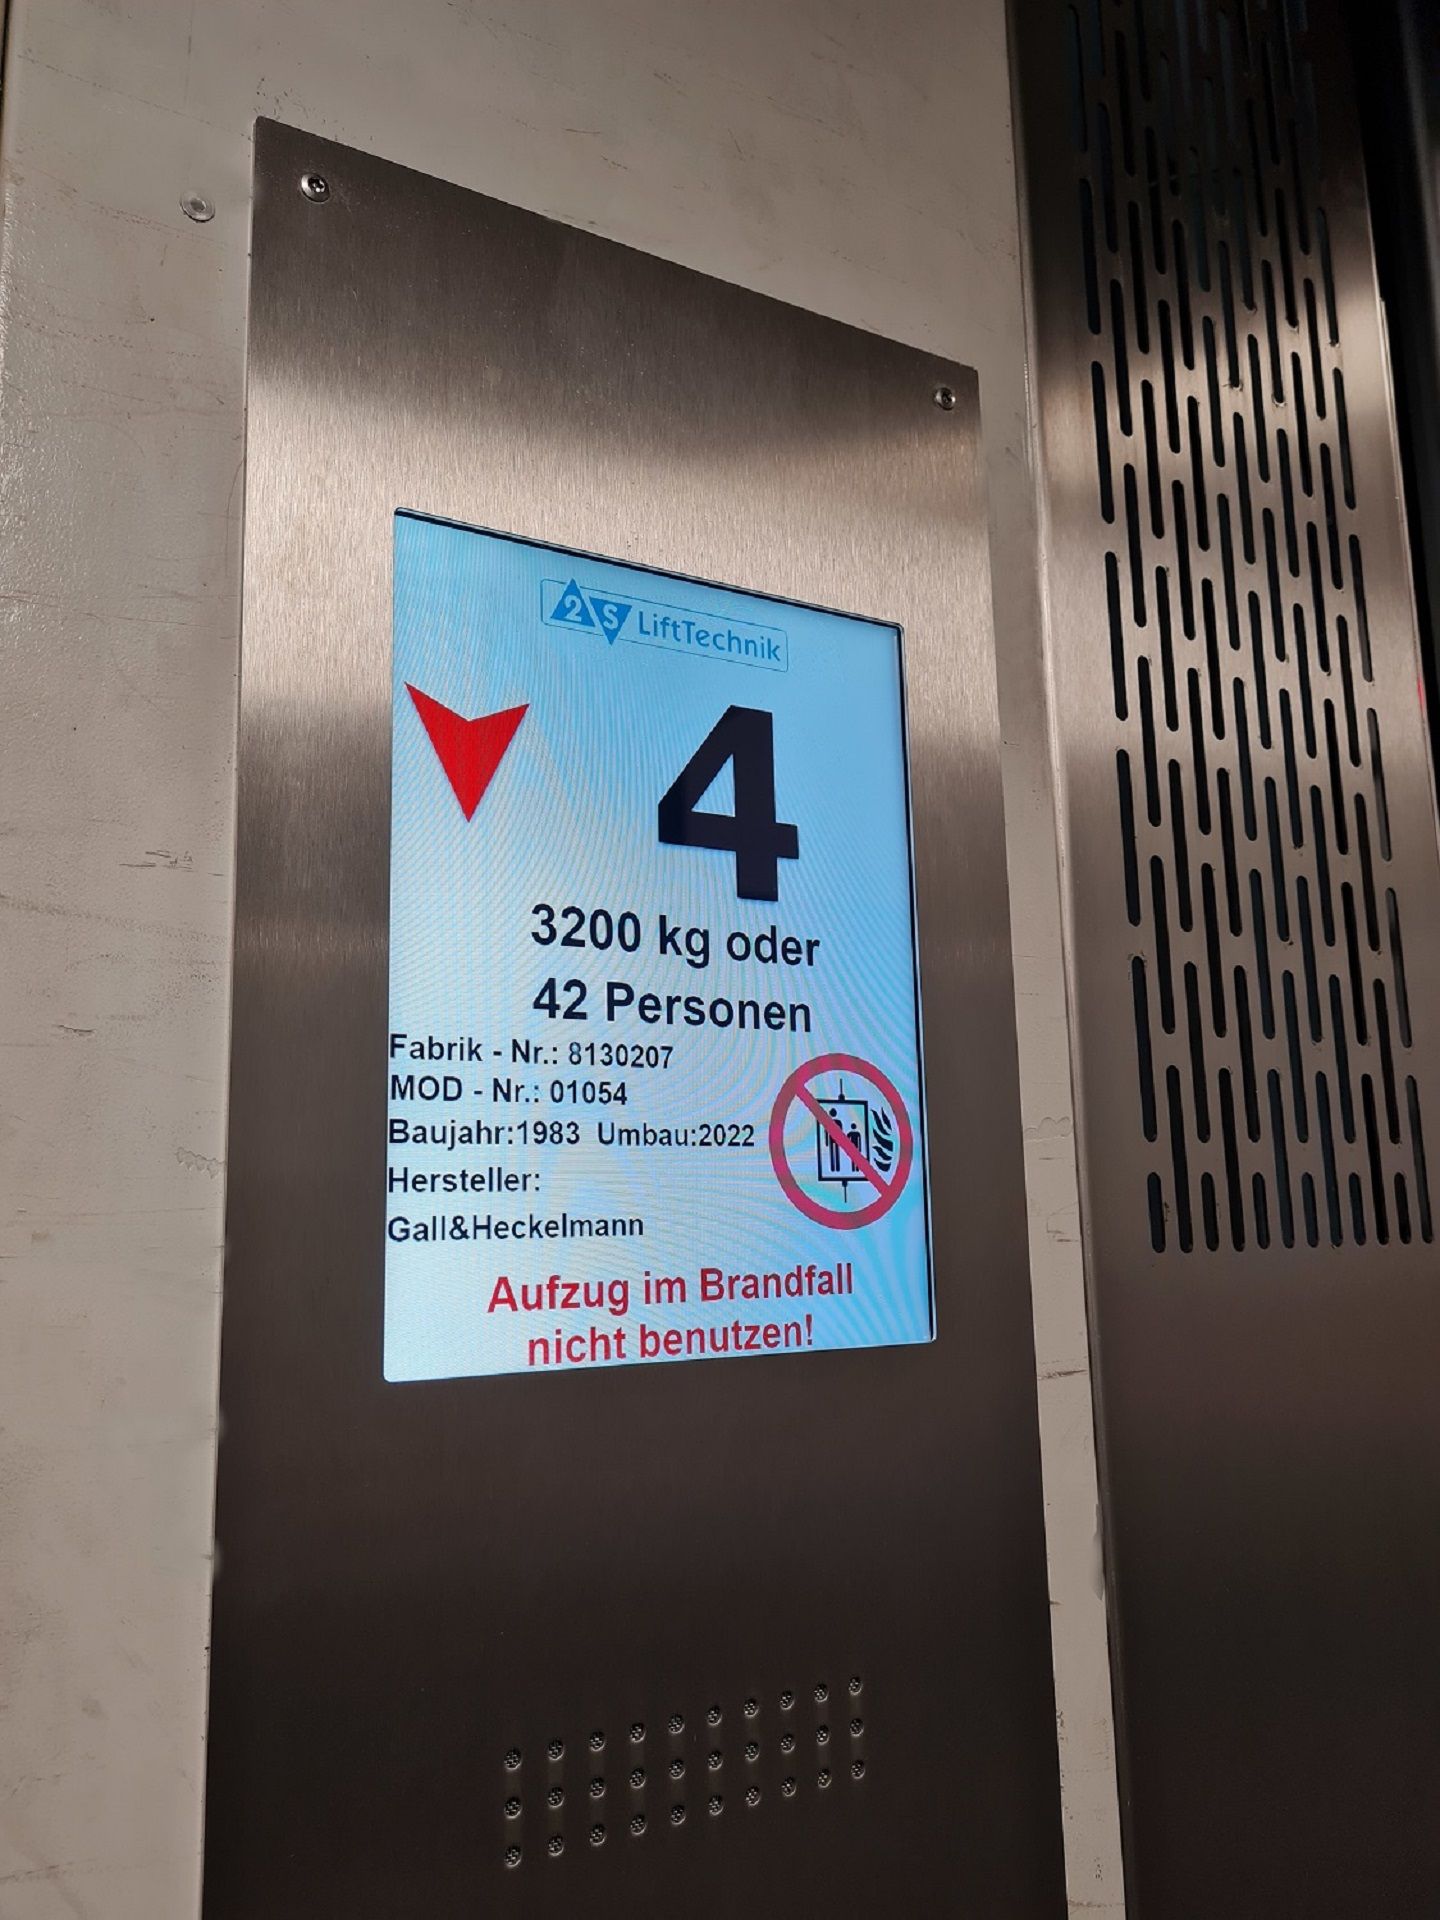 2S LiftTechnik
4
3200 kg oder
42 Personen
Fabrik - Nr.: 8130207
MOD - Nr.: 01054
Baujahr:1983 Umbau:2022
Hersteller:
Gall&Heckelmann
Aufzug im Brandfall
nicht benutzen!